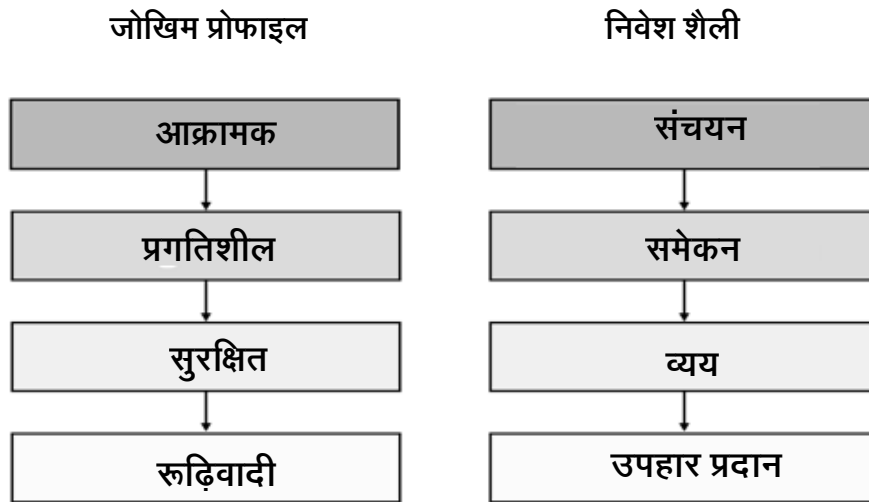 जोखिम प्रोफाइल
आक्रामक
प्रगतिशील
सुरक्षित
रूढ़िवादी
निवेश शैली
संचयन
समेकन
व्यय
उपहार प्रदान